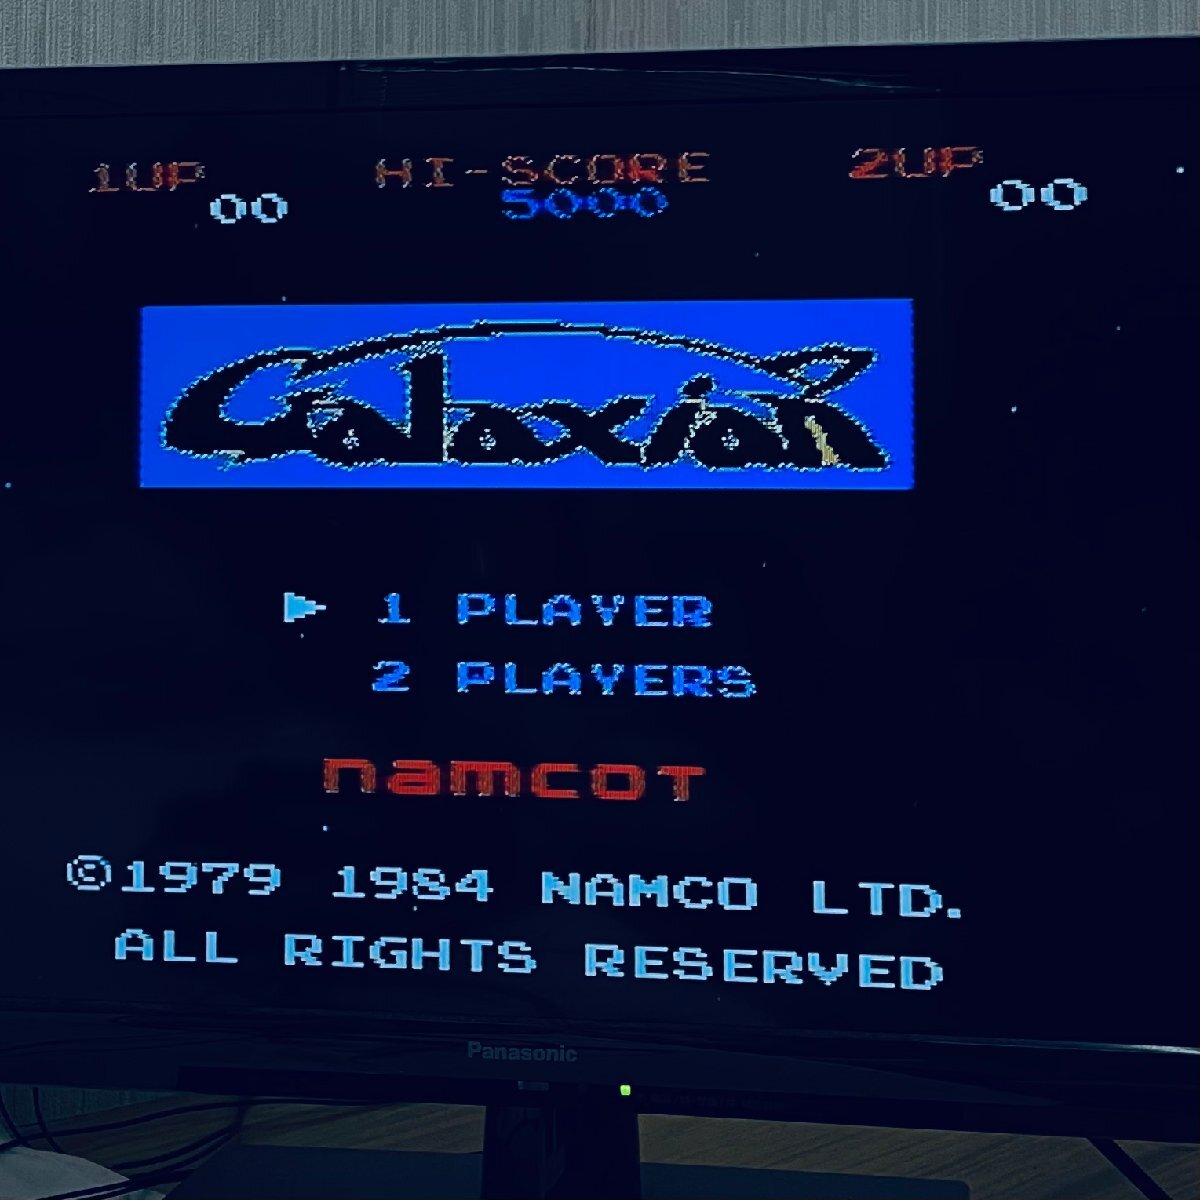 1UP HI-SCORE 2UP
00 5000 00
Galaxian
1 PLAYER
2 PLAYERS
namcot
©1979 1984 NAMCO LTD.
ALL RIGHTS RESERVED
Panasonic